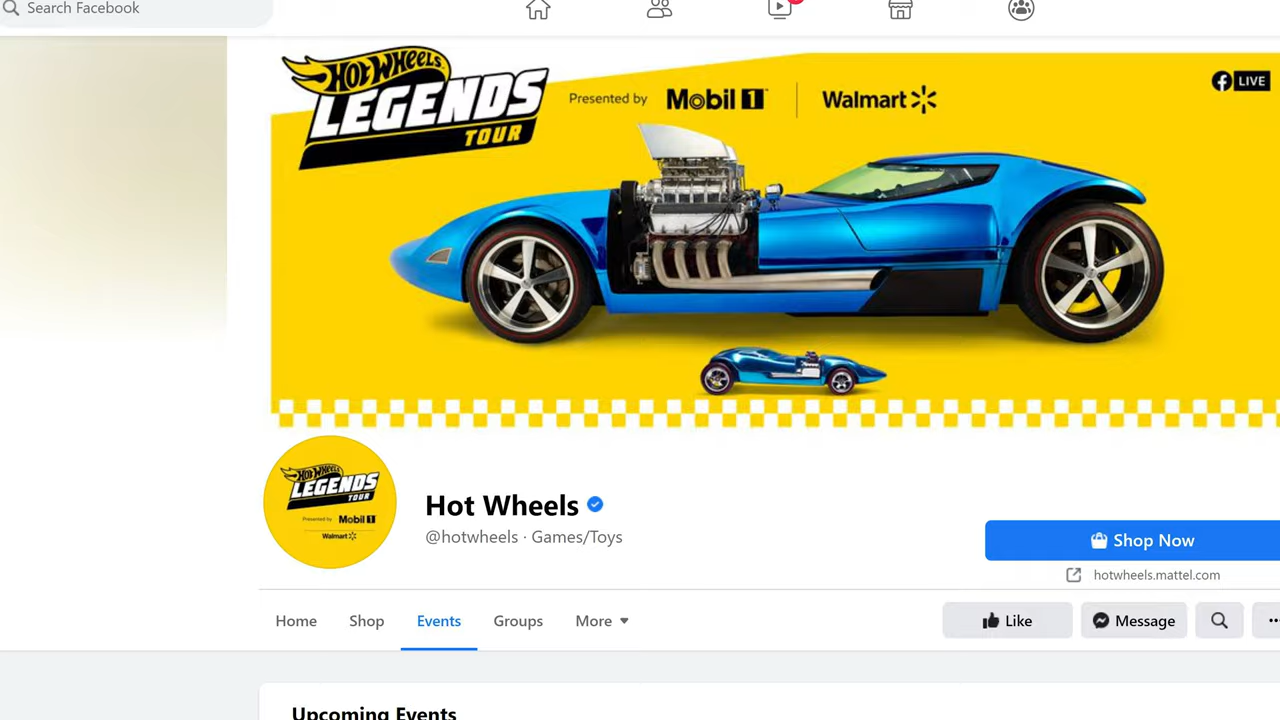 Search Facebook
HOT WHEELS
LEGENDS
TOUR
Presented by Mobil 1 Walmart
LIVE
HOT WHEELS
LEGENDS
TOUR
Presented by Mobil 1
Walmart
Hot Wheels
@hotwheels · Games/Toys
Shop Now
hotwheels.mattel.com
Home Shop Events Groups More
Like Message
Upcoming Events